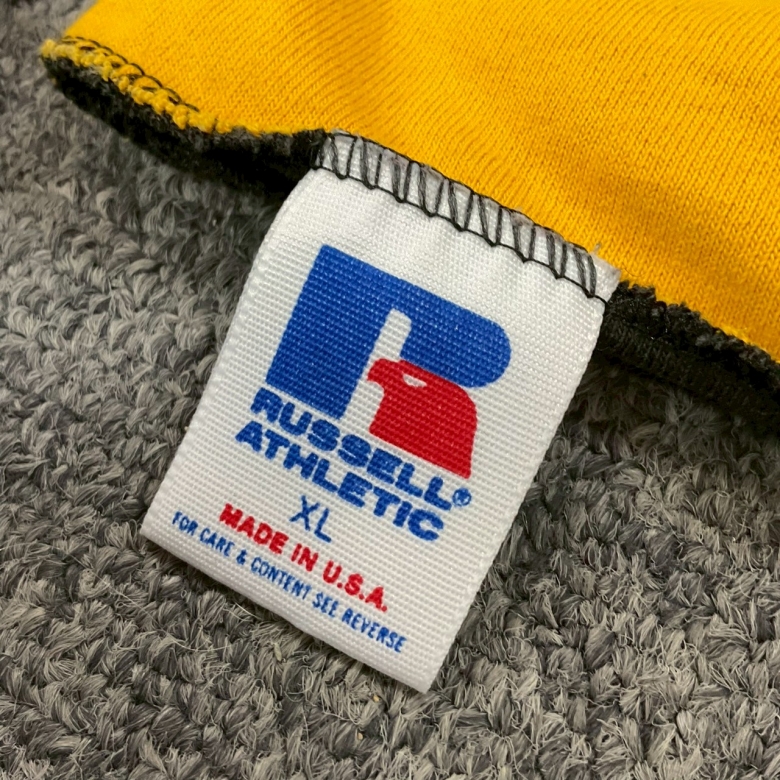 RUSSELL®
ATHLETIC
XL
MADE IN U.S.A.
FOR CARE & CONTENT SEE REVERSE